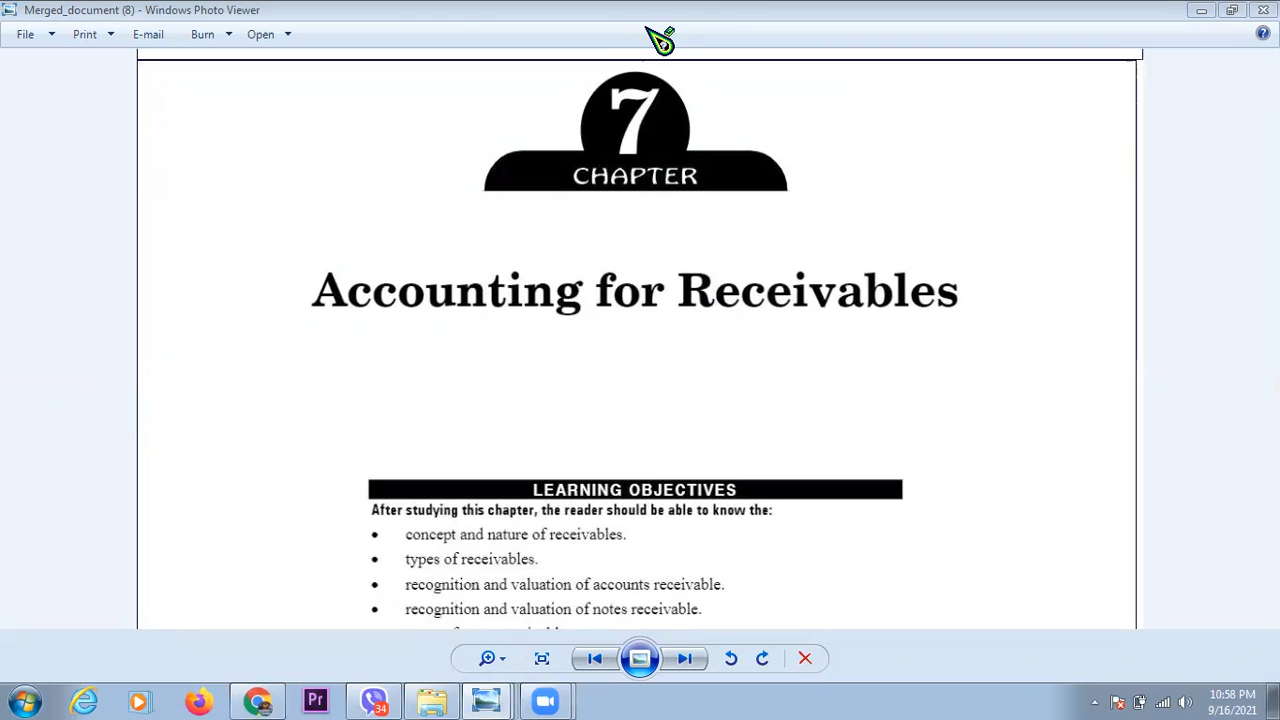 Merged_document (8) - Windows Photo Viewer
File Print E-mail Burn Open
7
CHAPTER
Accounting for Receivables
LEARNING OBJECTIVES
After studying this chapter, the reader should be able to know the:
• concept and nature of receivables.
• types of receivables.
• recognition and valuation of accounts receivable.
• recognition and valuation of notes receivable.
Pr
34
10:58 PM
9/16/2021